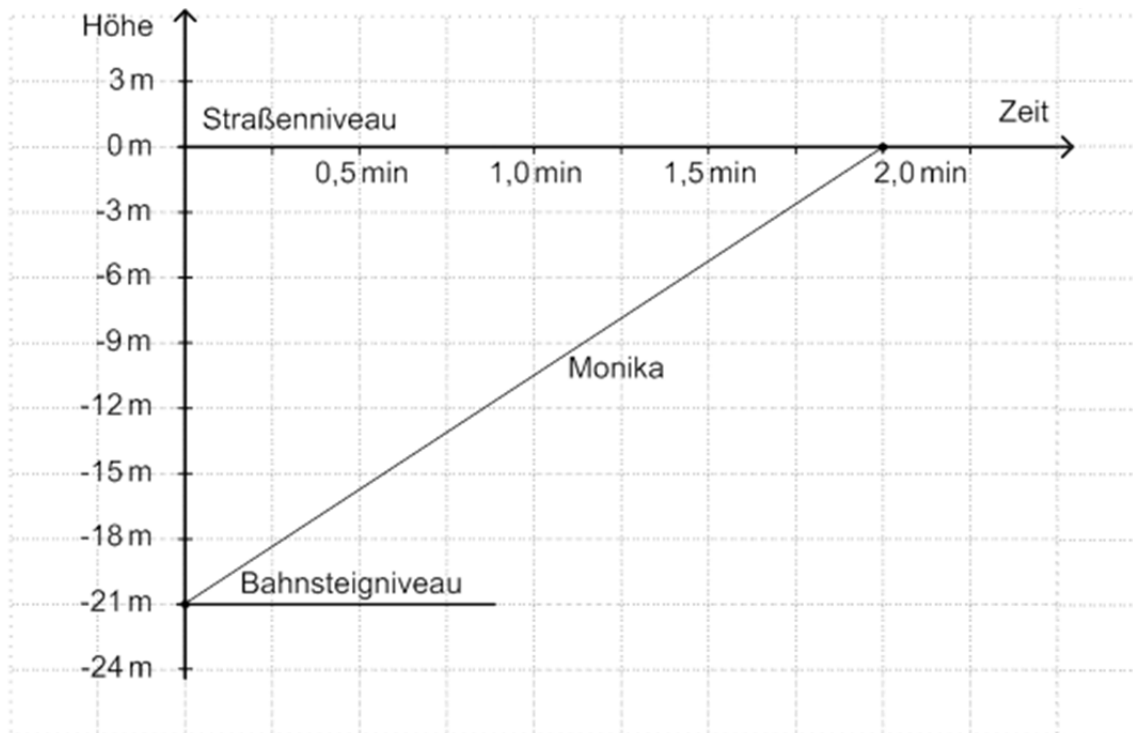 Höhe
3 m
Straßenniveau
Zeit
0 m
0,5 min
1,0 min
1,5 min
2,0 min
-3 m
-6 m
-9 m
Monika
-12 m
-15 m
-18 m
Bahnsteigniveau
-21 m
-24 m